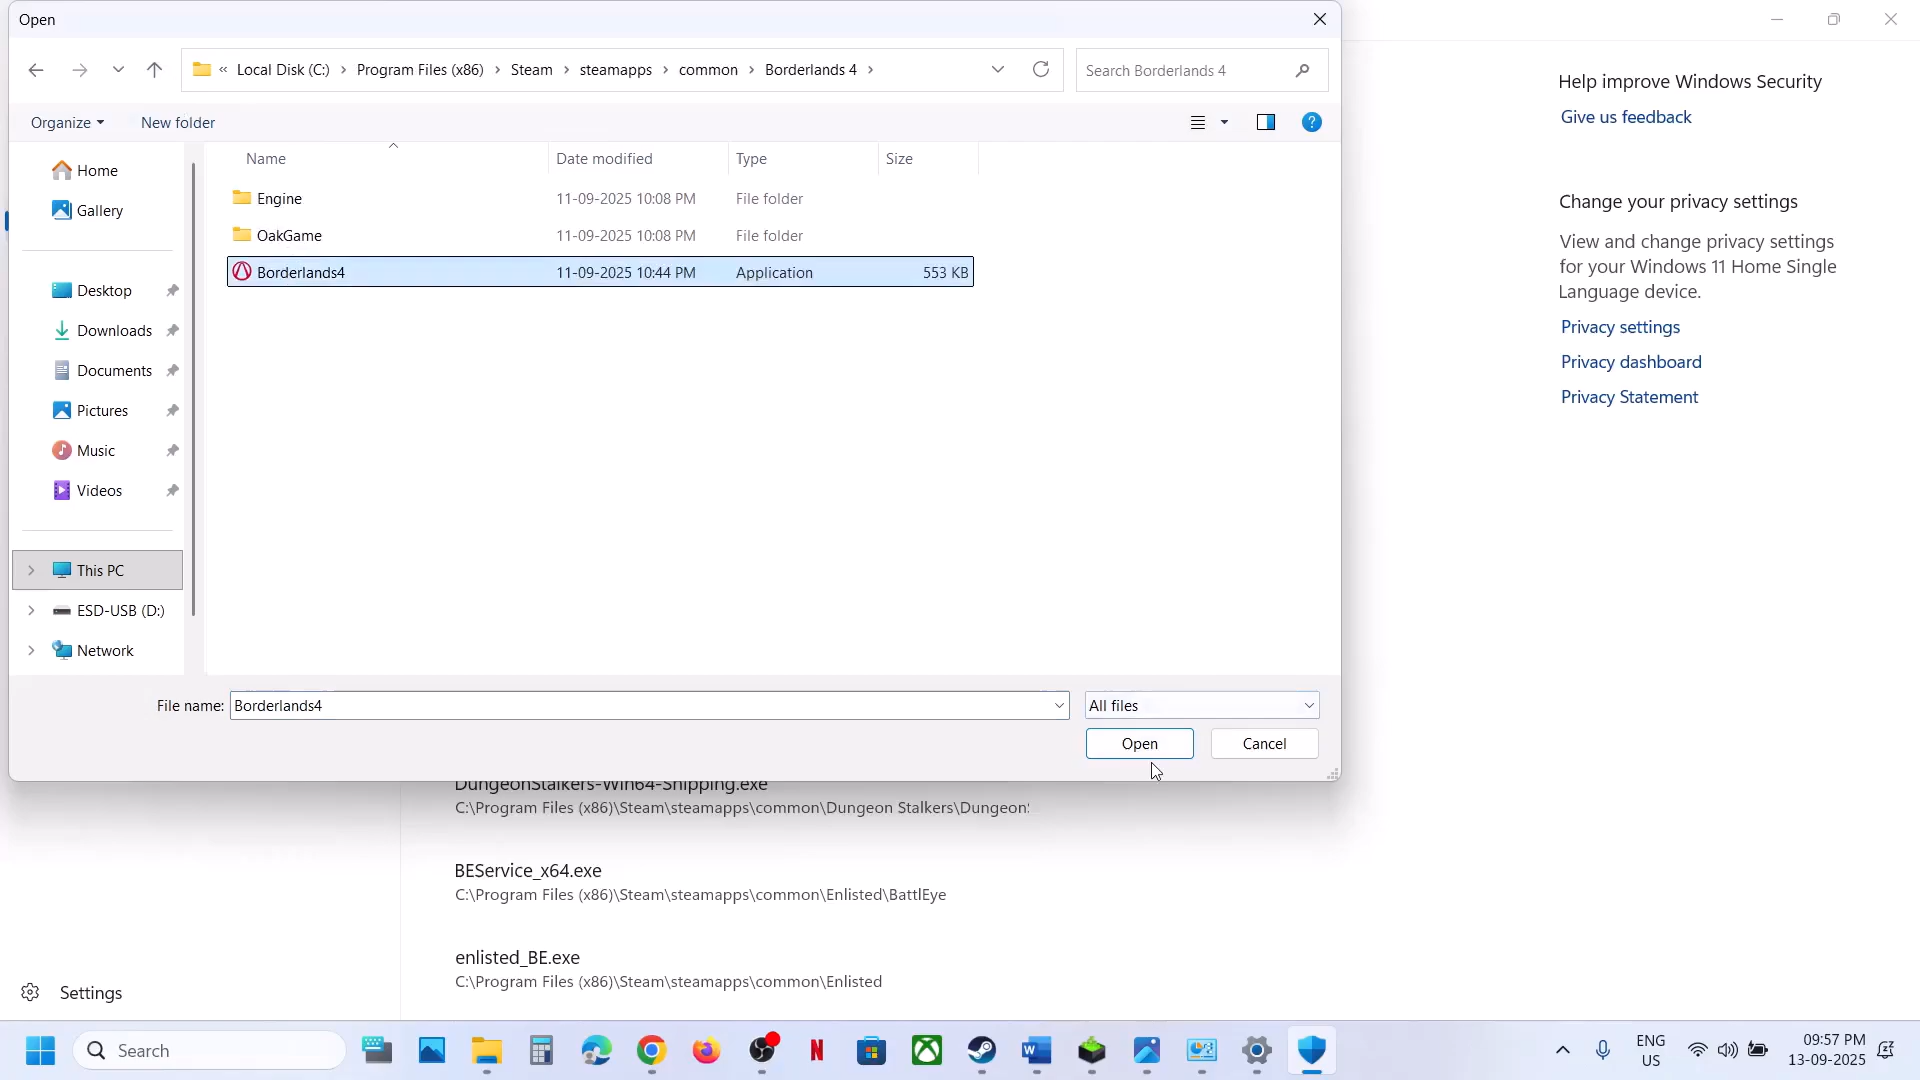 Open
« Local Disk (C:) › Program Files (x86) › Steam › steamapps › common › Borderlands 4 ›
Search Borderlands 4
Organize
New folder
Name
Date modified
Type
Size
Home
Gallery
Desktop
Downloads
Documents
Pictures
Music
Videos
This PC
ESD-USB (D:)
Network
Engine 11-09-2025 10:08 PM File folder
OakGame 11-09-2025 10:08 PM File folder
Borderlands4 11-09-2025 10:44 PM Application 553 KB
File name: Borderlands4
All files
Open
Cancel
Help improve Windows Security
Give us feedback
Change your privacy settings
View and change privacy settings
for your Windows 11 Home Single
Language device.
Privacy settings
Privacy dashboard
Privacy Statement
DungeonStalkers-Win64-Shipping.exe
C:\Program Files (x86)\Steam\steamapps\common\Dungeon Stalkers\Dungeon
BEService_x64.exe
C:\Program Files (x86)\Steam\steamapps\common\Enlisted\BattlEye
enlisted_BE.exe
C:\Program Files (x86)\Steam\steamapps\common\Enlisted
Settings
Search
ENG
US
09:57 PM
13-09-2025